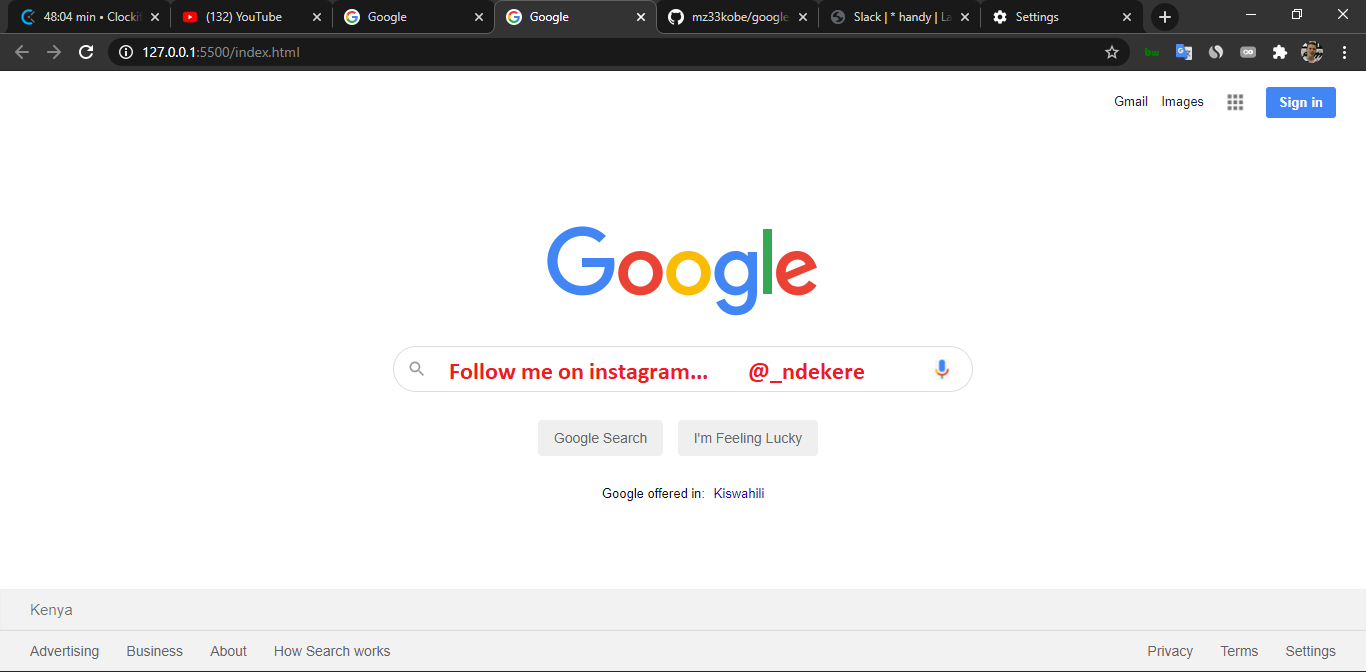 48:04 min • Clockif
(132) YouTube
Google
Google
mz33kobe/google
Slack | * handy | La
Settings
127.0.0.1:5500/index.html
bw
Gmail Images Sign in
Google
Follow me on instagram... @_ndekere
Google Search I'm Feeling Lucky
Google offered in: Kiswahili
Kenya
Advertising Business About How Search works Privacy Terms Settings